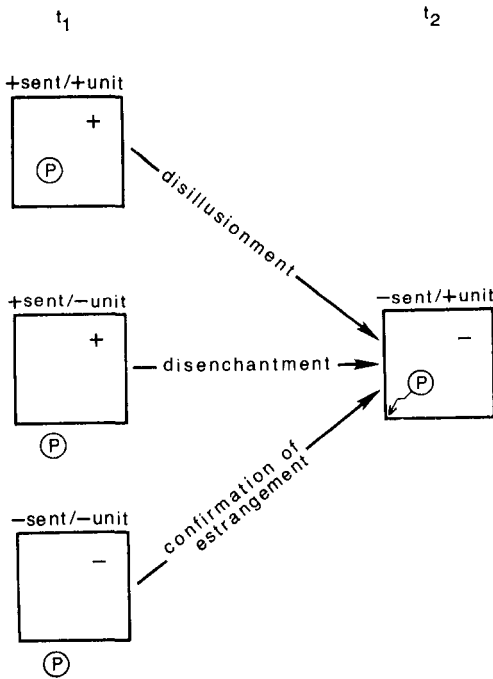 t1 t2
+sent/+unit
+
P
disillusionment
+sent/−unit
+
disenchantment
P
−sent/+unit
−
P
−sent/−unit
−
confirmation of
estrangement
P